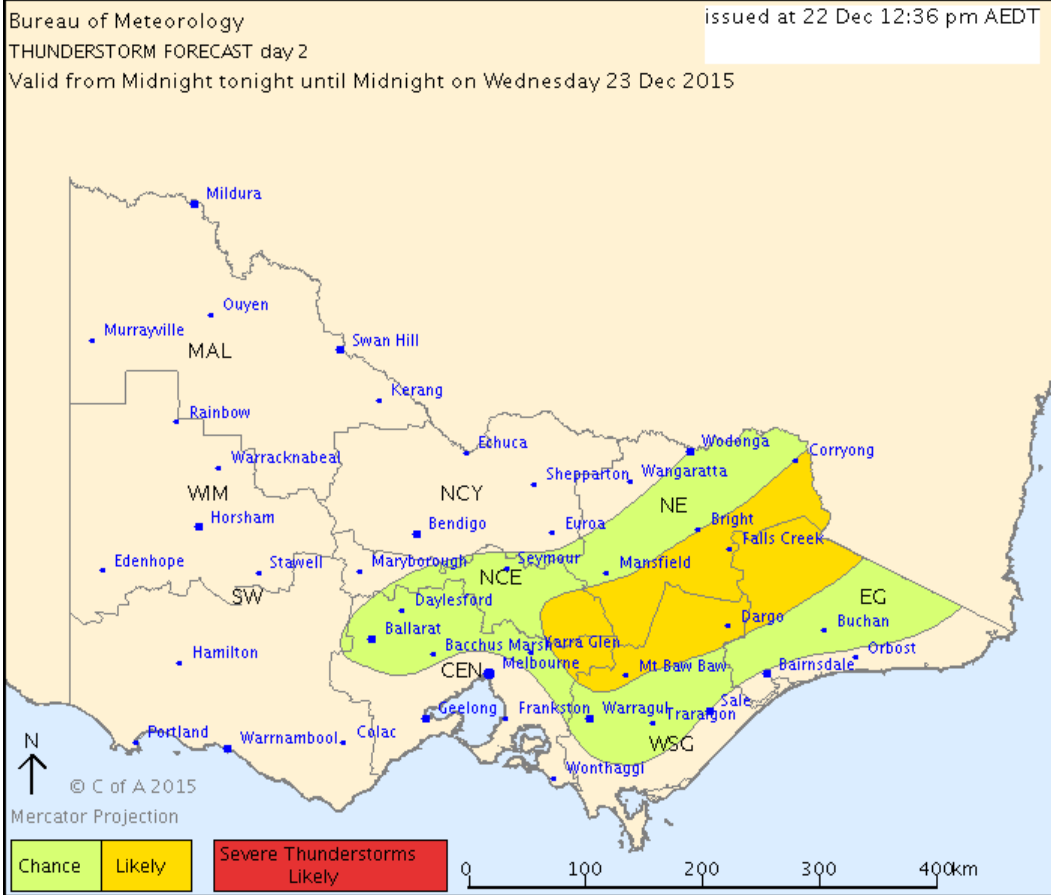 Bureau of Meteorology
issued at 22 Dec 12:36 pm AEDT
THUNDERSTORM FORECAST day 2
Valid from Midnight tonight until Midnight on Wednesday 23 Dec 2015
Mildura
Ouyen
Murrayville
MAL
Swan Hill
Kerang
Rainbow
Wodonga
Echuca
Corryong
Warracknabeal
Shepparton
Wangaratta
WIM
NCY
NE
Horsham
Bendigo
Euroa
Bright
Falls Creek
Edenhope
Stawell
Maryborough
Seymour
Mansfield
NCE
SW
EG
Daylesford
Dargo
Buchan
Ballarat
Bacchus Marsh
Yarra Glen
Orbost
Hamilton
CEN
Melbourne
Mt Baw Baw
Bairnsdale
Geelong
Frankston
Warragul
Traralgon
Sale
Portland
Warrnambool
Colac
WSG
N
Wonthaggi
© C of A 2015
Mercator Projection
Chance
Likely
Severe Thunderstorms
Likely
0
100
200
300
400km